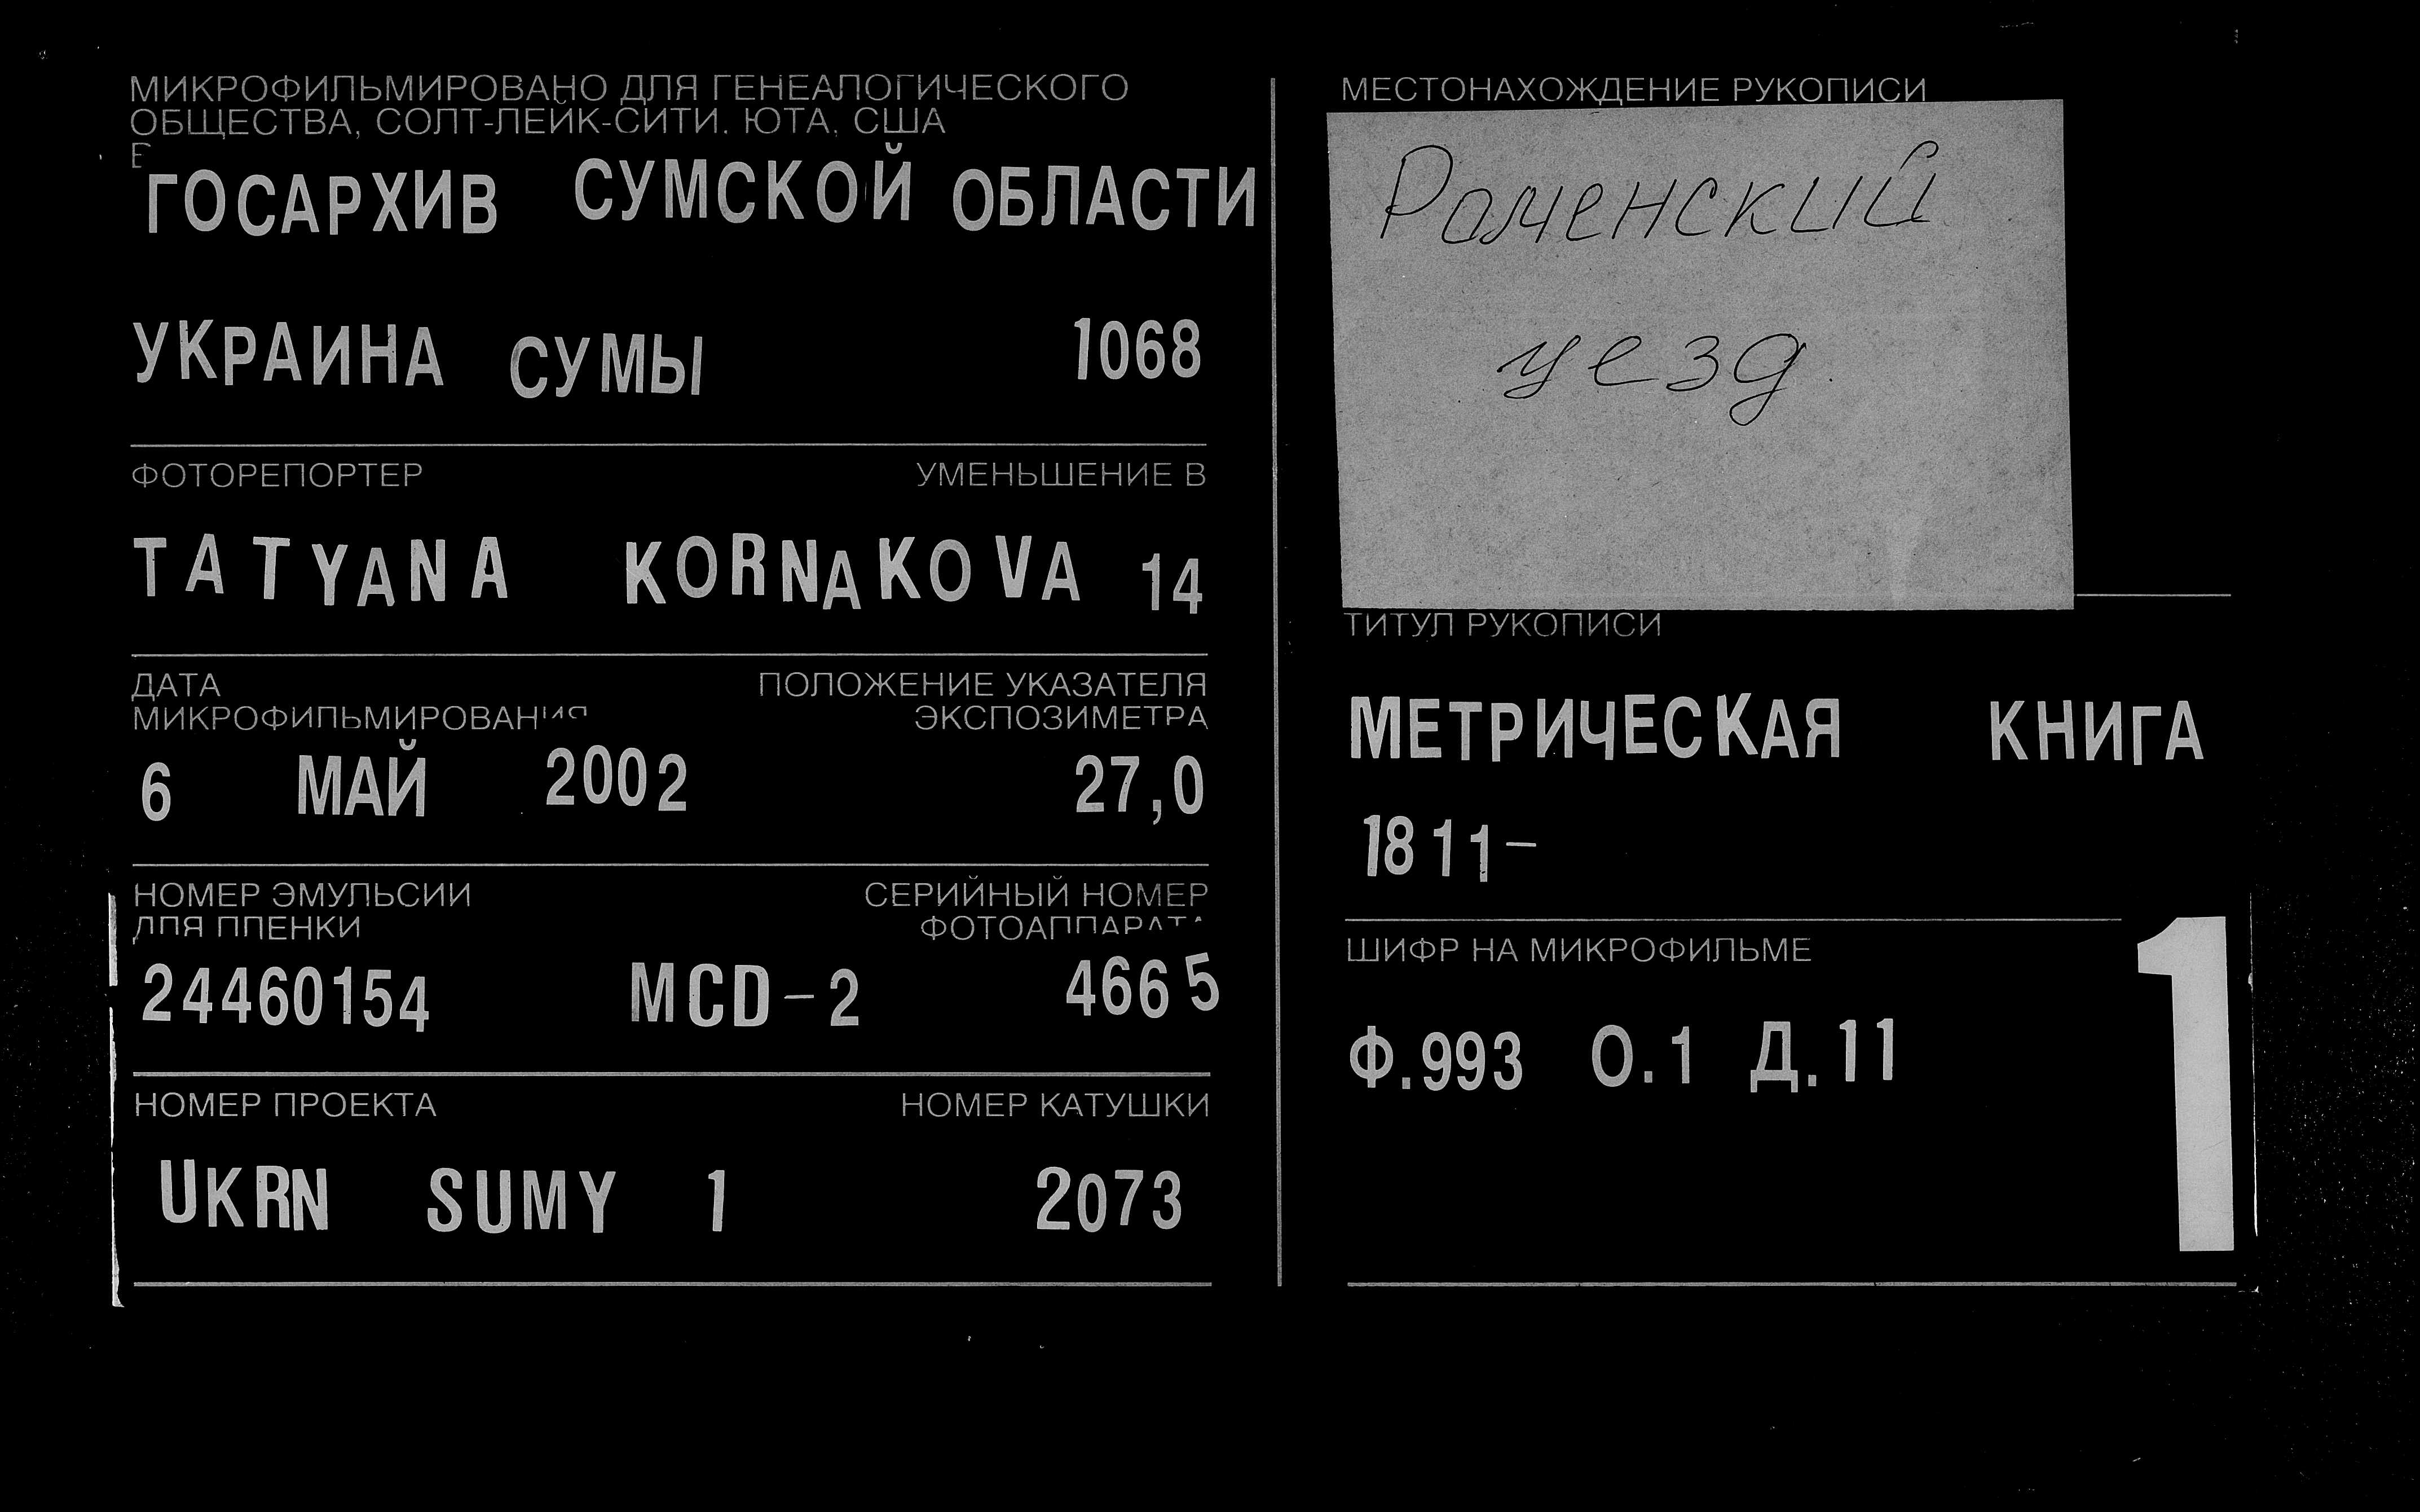 МИКРОФИЛЬМИРОВАНО ДЛЯ ГЕНЕАЛОГИЧЕСКОГО
ОБЩЕСТВА, СОЛТ-ЛЕЙК-СИТИ. ЮТА, США
В
ГОСАРХИВ СУМСКОЙ ОБЛАСТИ
УКРАИНА СУМЫ 1068
ФОТОРЕПОРТЕР УМЕНЬШЕНИЕ В
TATYANA KORNAKOVA 14
ДАТА ПОЛОЖЕНИЕ УКАЗАТЕЛЯ
МИКРОФИЛЬМИРОВАНИЯ ЭКСПОЗИМЕТРА
6 МАЙ 2002 27,0
НОМЕР ЭМУЛЬСИИ СЕРИЙНЫЙ НОМЕР
ДЛЯ ПЛЕНКИ ФОТОАППАРАТА
24460154 MCD-2 4665
НОМЕР ПРОЕКТА НОМЕР КАТУШКИ
UKRN SUMY 1 2073
МЕСТОНАХОЖДЕНИЕ РУКОПИСИ
Роменский
уезд
ТИТУЛ РУКОПИСИ
МЕТРИЧЕСКАЯ КНИГА
1811-
ШИФР НА МИКРОФИЛЬМЕ
Ф.993 О.1 Д.11
1